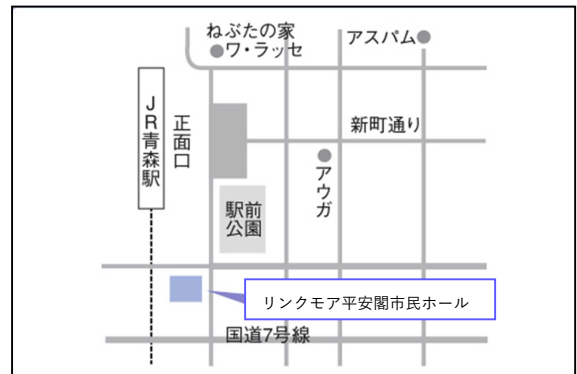 ねぶたの家
ワ・ラッセ
アスパム
JR青森駅
正面口
新町通り
アウガ
駅前
公園
リンクモア平安閣市民ホール
国道7号線